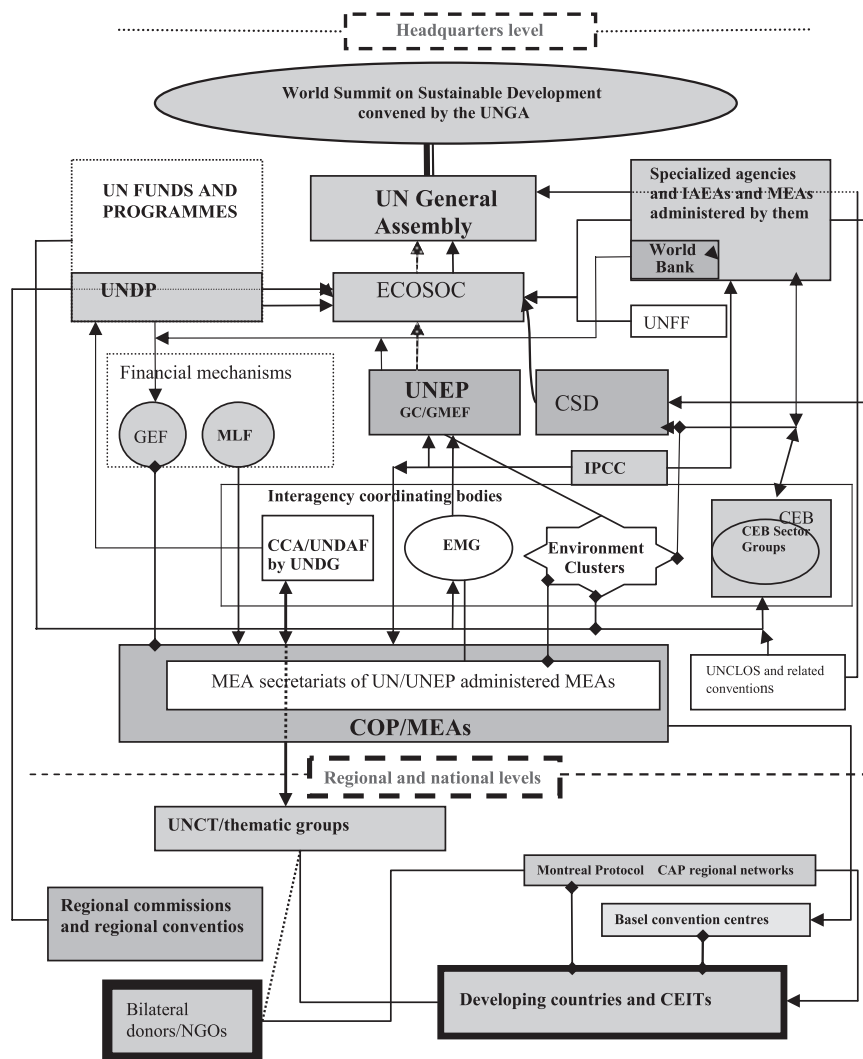 Headquarters level
World Summit on Sustainable Development
convened by the UNGA
UN FUNDS AND
PROGRAMMES
UN General
Assembly
Specialized agencies
and IAEAs and MEAs
administered by them
World
Bank
UNDP
ECOSOC
UNFF
Financial mechanisms
GEF
MLF
UNEP
GC/GMEF
CSD
IPCC
Interagency coordinating bodies
CCA/UNDAF
by UNDG
EMG
Environment
Clusters
CEB
CEB Sector
Groups
MEA secretariats of UN/UNEP administered MEAs
COP/MEAs
UNCLOS and related
conventions
Regional and national levels
UNCT/thematic groups
Montreal Protocol CAP regional networks
Regional commissions
and regional conventios
Basel convention centres
Bilateral
donors/NGOs
Developing countries and CEITs